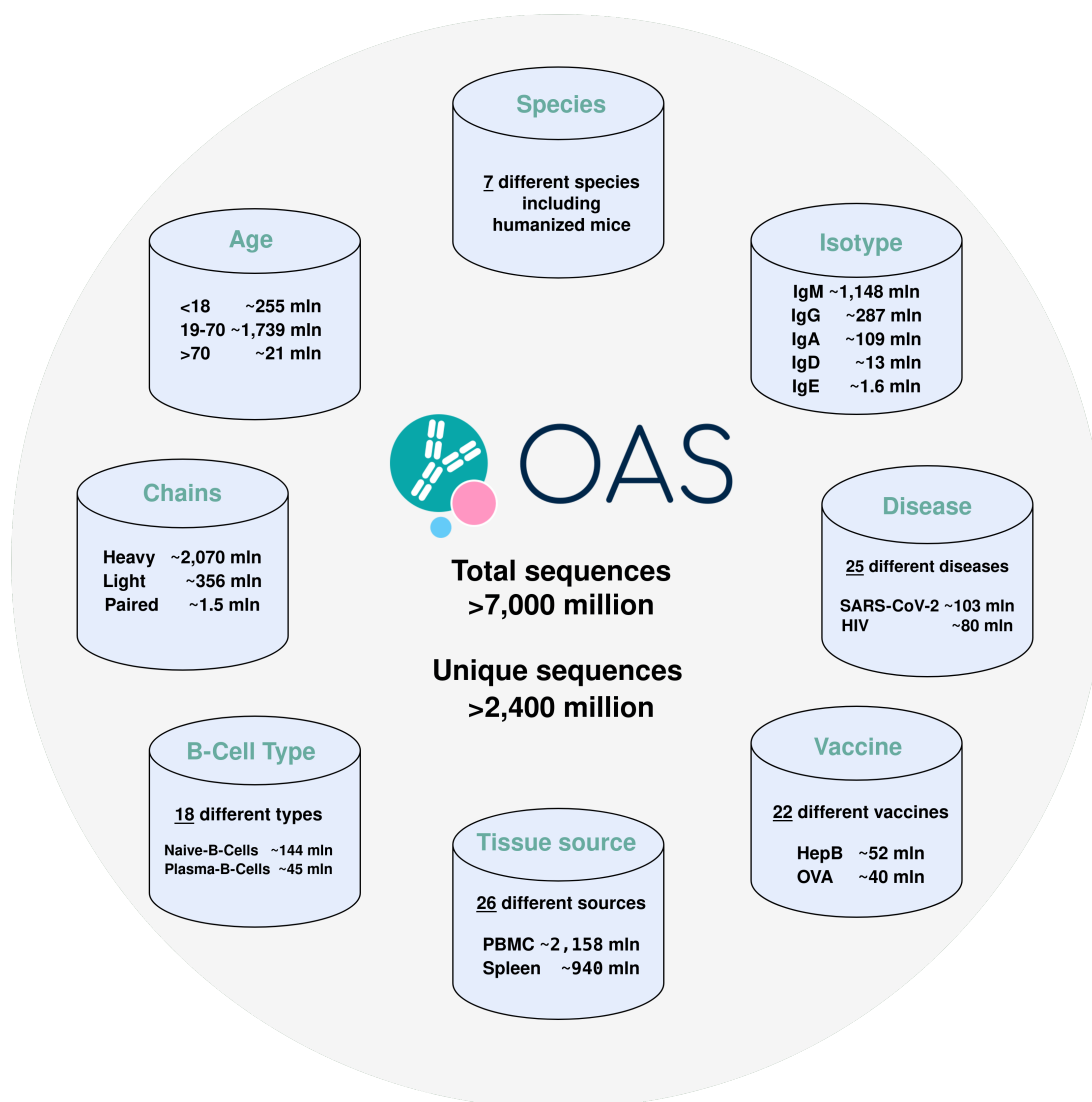 Species
7 different species
including
humanized mice
Age
<18 ~255 mln
19-70 ~1,739 mln
>70 ~21 mln
Isotype
IgM ~1,148 mln
IgG ~287 mln
IgA ~109 mln
IgD ~13 mln
IgE ~1.6 mln
OAS
Total sequences
>7,000 million
Unique sequences
>2,400 million
Chains
Heavy ~2,070 mln
Light ~356 mln
Paired ~1.5 mln
Disease
25 different diseases
SARS-CoV-2 ~103 mln
HIV ~80 mln
B-Cell Type
18 different types
Naive-B-Cells ~144 mln
Plasma-B-Cells ~45 mln
Tissue source
26 different sources
PBMC ~2,158 mln
Spleen ~940 mln
Vaccine
22 different vaccines
HepB ~52 mln
OVA ~40 mln